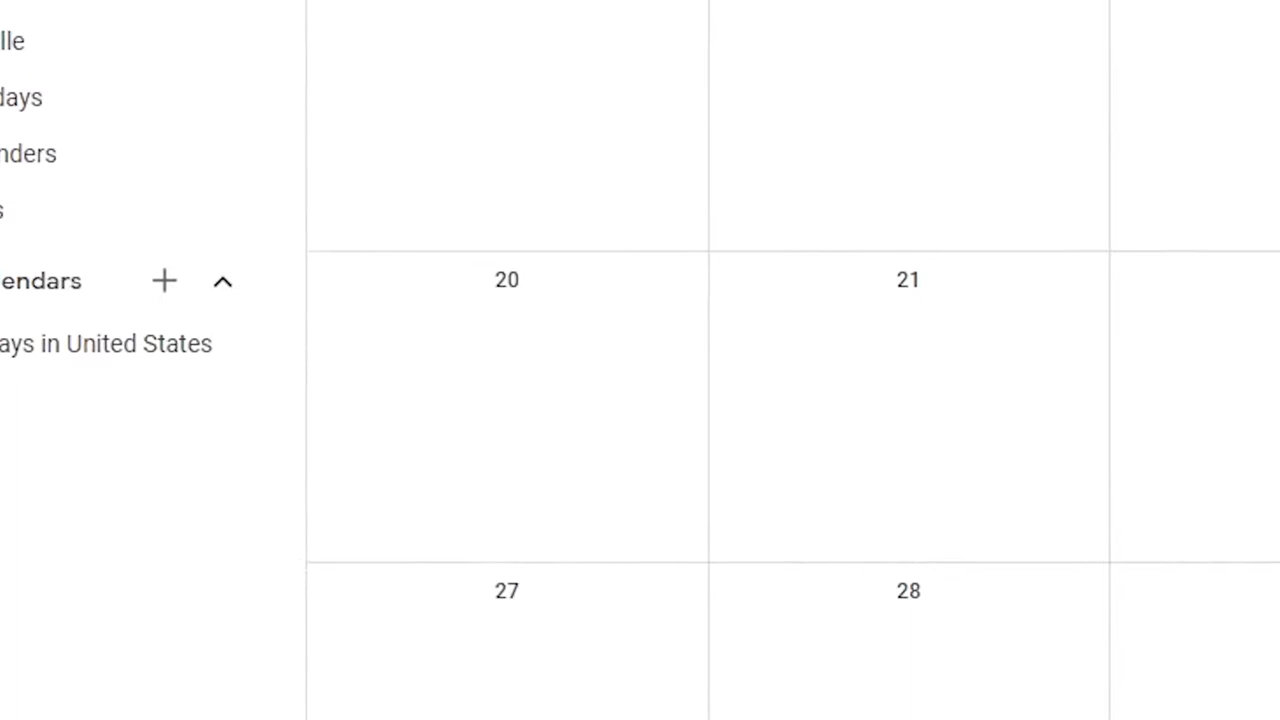 lle
days
nders
s
endars
ays in United States
20
21
27
28